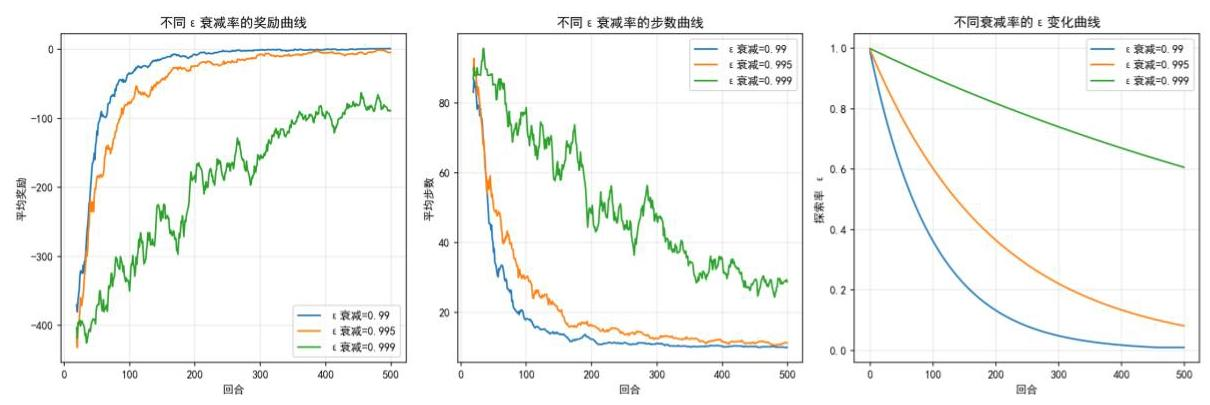 不同 ε 衰减率的奖励曲线
0
−100
−200
−300
−400
平均奖励
ε 衰减=0.99
ε 衰减=0.995
ε 衰减=0.999
0 100 200 300 400 500
回合
不同 ε 衰减率的步数曲线
80
60
40
20
平均步数
ε 衰减=0.99
ε 衰减=0.995
ε 衰减=0.999
0 100 200 300 400 500
回合
不同衰减率的 ε 变化曲线
1.0
0.8
0.6
0.4
0.2
0.0
探索率 ε
ε 衰减=0.99
ε 衰减=0.995
ε 衰减=0.999
0 100 200 300 400 500
回合